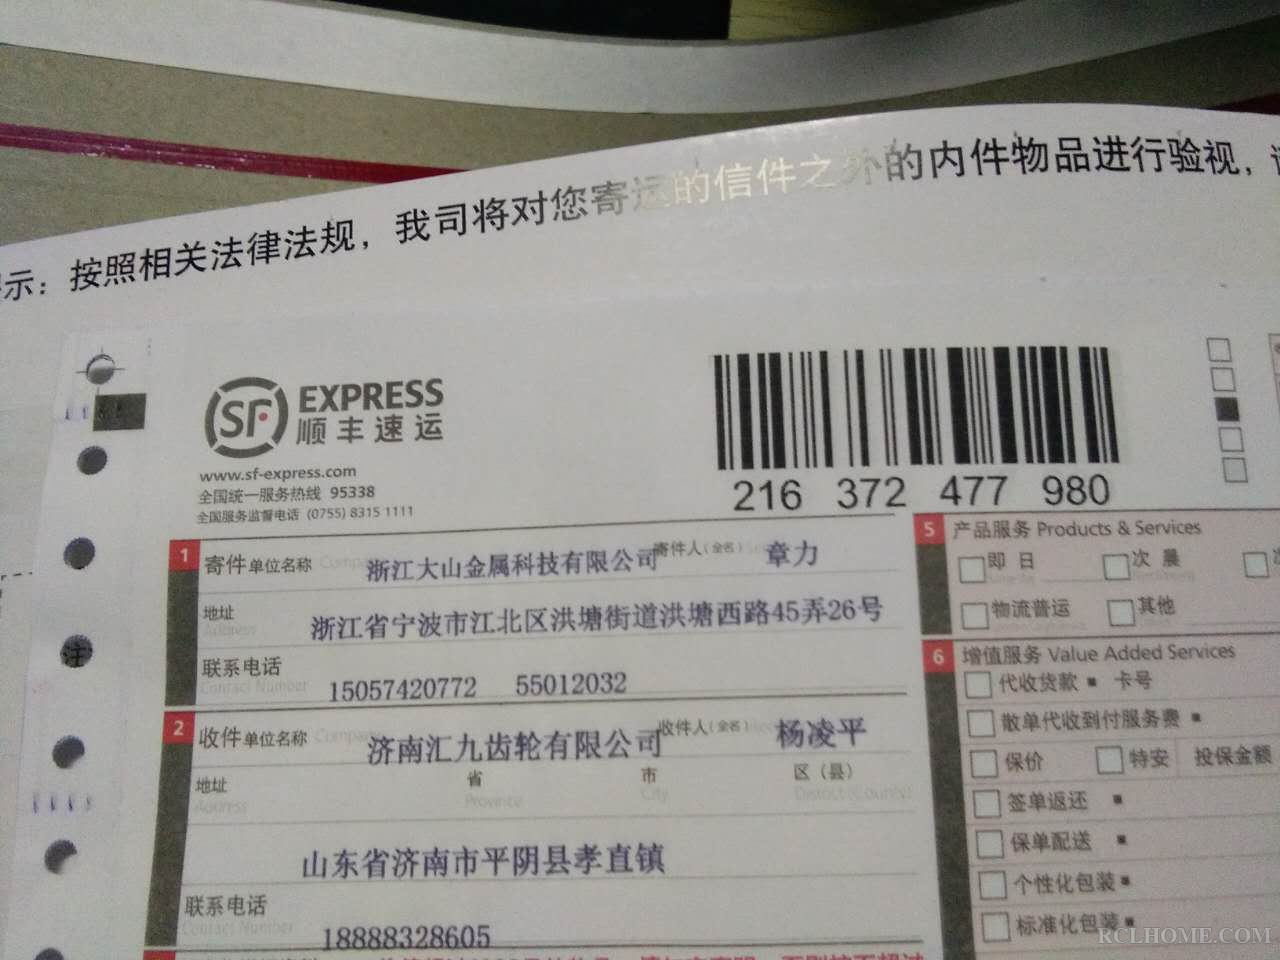 示：按照相关法律法规，我司将对您寄运的信件之外的内件物品进行验视，
SF EXPRESS
顺丰速运
www.sf-express.com
全国统一服务热线 95338
全国服务监督电话 (0755) 8315 1111
216 372 477 980
1 寄件单位名称 Company 浙江大山金属科技有限公司 寄件人(全名) 章力
地址 浙江省宁波市江北区洪塘街道洪塘西路45弄26号
Address
联系电话
Contact Number 15057420772 55012032
2 收件单位名称 Company 济南汇九齿轮有限公司 收件人(全名) 杨凌平
地址 省 市 区（县）
Address Province City District (County)
山东省济南市平阴县孝直镇
联系电话
Contact Number 18888328605
5 产品服务 Products & Services
即日 次晨
物流普运 其他
6 增值服务 Value Added Services
代收货款 卡号
散单代收到付服务费
保价 特安 投保金额
签单返还
保单配送
个性化包装
标准化包装
注
RCLHOME.COM